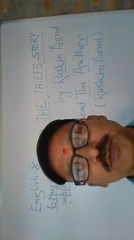 English
THE THIEF'S STORY
by - Ruskin Bond
About the Author
(Ruskin Bond)